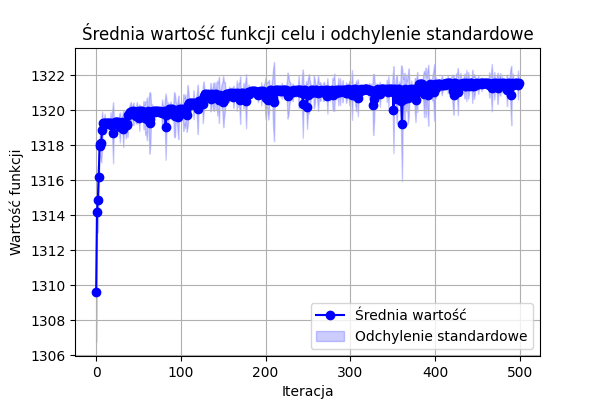 Średnia wartość funkcji celu i odchylenie standardowe
1322
1320
1318
1316
1314
1312
1310
1308
1306
Wartość funkcji
0 100 200 300 400 500
Iteracja
Średnia wartość
Odchylenie standardowe